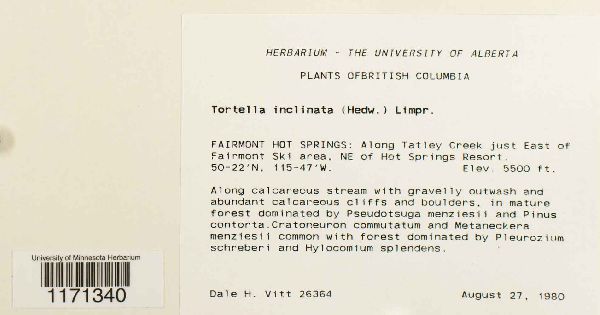 HERBARIUM - THE UNIVERSITY OF ALBERTA
PLANTS OFBRITISH COLUMBIA
Tortella inclinata (Hedw.) Limpr.
FAIRMONT HOT SPRINGS: Along Tatley Creek just East of
Fairmont Ski area, NE of Hot Springs Resort.
50-22'N, 115-47'W. Elev. 5500 ft.
Along calcareous stream with gravelly outwash and
abundant calcareous cliffs and boulders, in mature
forest dominated by Pseudotsuga menziesii and Pinus
contorta.Cratoneuron commutatum and Metaneckera
menziesii common with forest dominated by Pleurozium
schreberi and Hylocomium splendens.
Dale H. Vitt 26364 August 27, 1980
University of Minnesota Herbarium
1171340